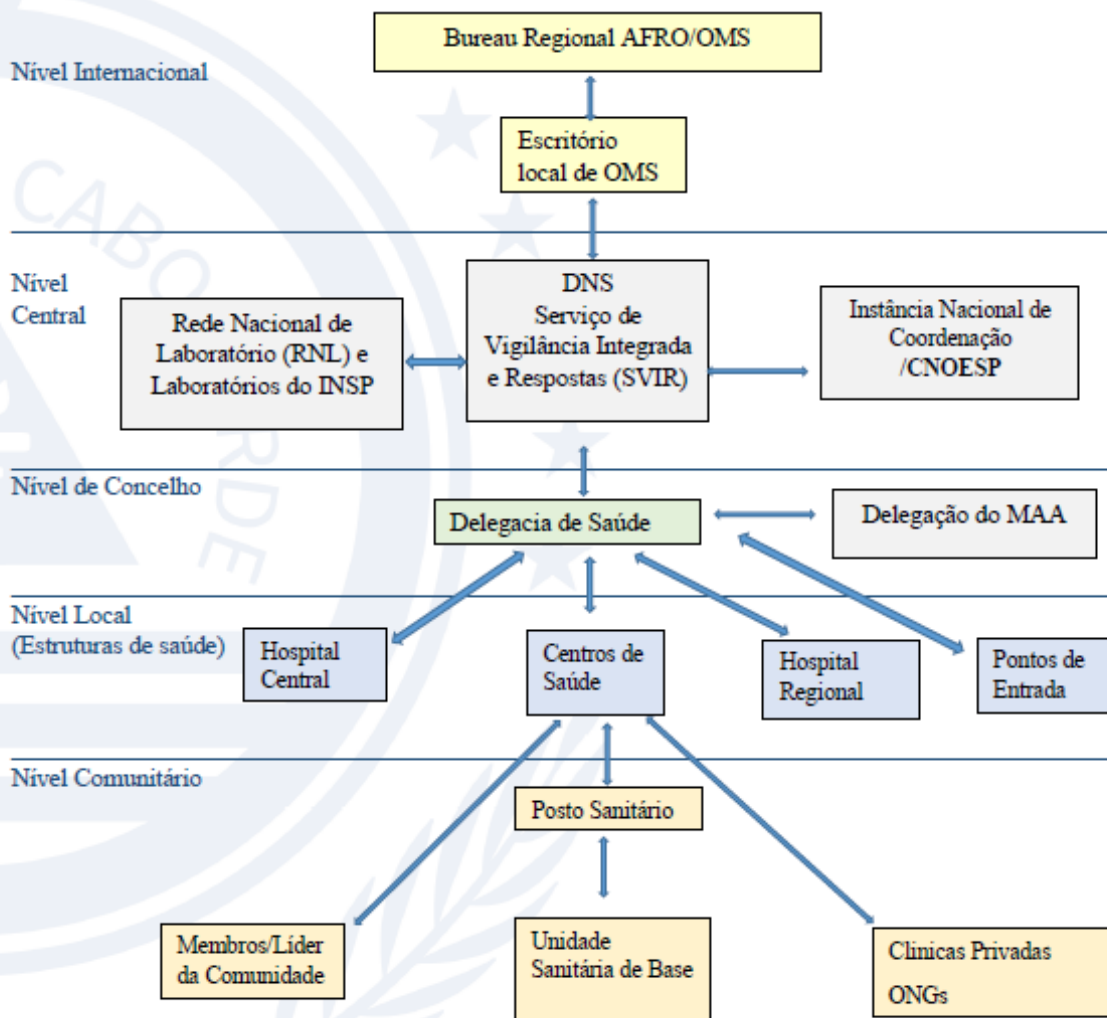 Bureau Regional AFRO/OMS
Nível Internacional
Escritório
local de OMS
Nível
Central
Rede Nacional de
Laboratório (RNL) e
Laboratórios do INSP
DNS
Serviço de
Vigilância Integrada
e Respostas (SVIR)
Instância Nacional de
Coordenação
/CNOESP
Nível de Concelho
Delegacia de Saúde
Delegação do MAA
Nível Local
(Estruturas de saúde)
Hospital
Central
Centros de
Saúde
Hospital
Regional
Pontos de
Entrada
Nível Comunitário
Posto Sanitário
Membros/Líder
da Comunidade
Unidade
Sanitária de Base
Clinicas Privadas
ONGs
CABO
RDE